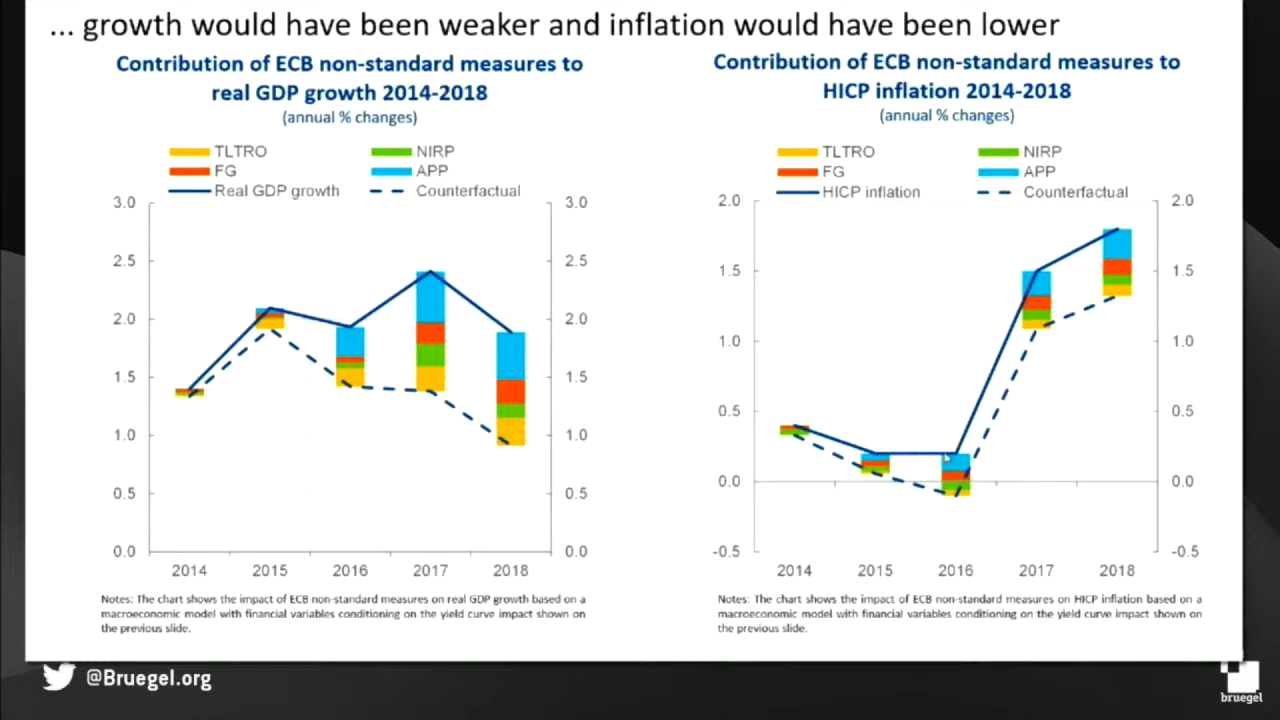 ... growth would have been weaker and inflation would have been lower
Contribution of ECB non-standard measures to
real GDP growth 2014-2018
(annual % changes)
TLTRO
NIRP
FG
APP
Real GDP growth
Counterfactual
3.0
3.0
2.5
2.5
2.0
2.0
1.5
1.5
1.0
1.0
0.5
0.5
0.0
0.0
2014 2015 2016 2017 2018
Notes: The chart shows the impact of ECB non-standard measures on real GDP growth based on a
macroeconomic model with financial variables conditioning on the yield curve impact shown on
the previous slide.
Contribution of ECB non-standard measures to
HICP inflation 2014-2018
(annual % changes)
TLTRO
NIRP
FG
APP
HICP inflation
Counterfactual
2.0
2.0
1.5
1.5
1.0
1.0
0.5
0.5
0.0
0.0
-0.5
-0.5
2014 2015 2016 2017 2018
Notes: The chart shows the impact of ECB non-standard measures on HICP inflation based on a
macroeconomic model with financial variables conditioning on the yield curve impact shown on
the previous slide.
@Bruegel.org
bruegel